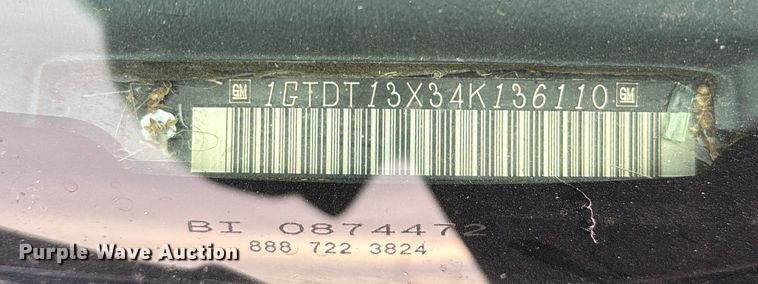 GM 1GTDT13X34K136110 GM
BI 0874472
888 722 3824
Purple Wave Auction